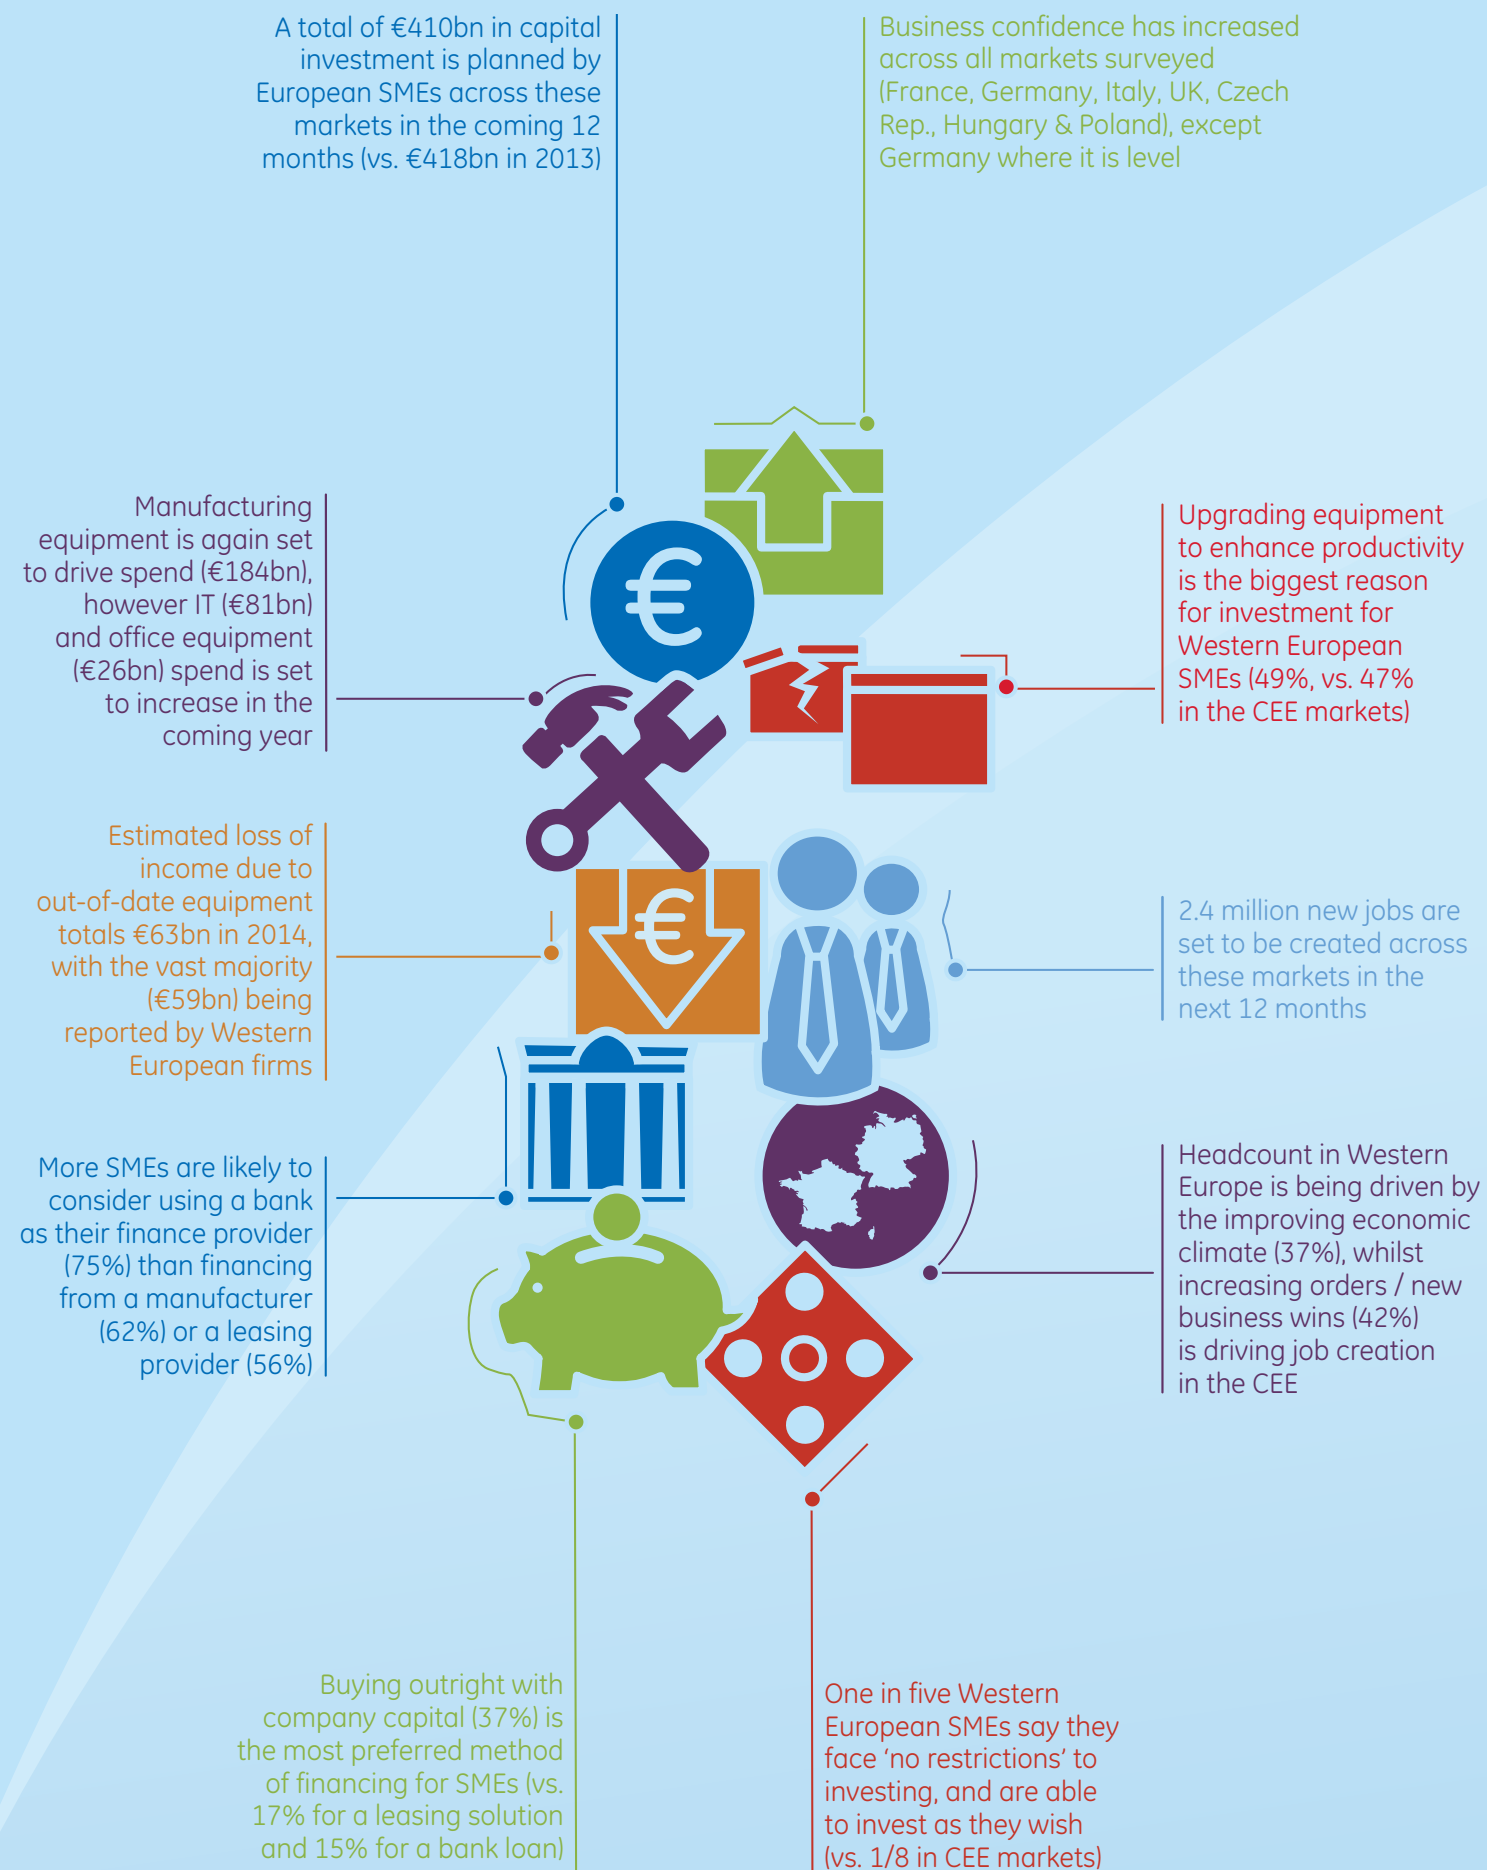 A total of €410bn in capital
investment is planned by
European SMEs across these
markets in the coming 12
months (vs. €418bn in 2013)
Business confidence has increased
across all markets surveyed
(France, Germany, Italy, UK, Czech
Rep., Hungary & Poland), except
Germany where it is level
Manufacturing
equipment is again set
to drive spend (€184bn),
however IT (€81bn)
and office equipment
(€26bn) spend is set
to increase in the
coming year
Upgrading equipment
to enhance productivity
is the biggest reason
for investment for
Western European
SMEs (49%, vs. 47%
in the CEE markets)
€
Estimated loss of
income due to
out-of-date equipment
totals €63bn in 2014,
with the vast majority
(€59bn) being
reported by Western
European firms
€
2.4 million new jobs are
set to be created across
these markets in the
next 12 months
More SMEs are likely to
consider using a bank
as their finance provider
(75%) than financing
from a manufacturer
(62%) or a leasing
provider (56%)
Headcount in Western
Europe is being driven by
the improving economic
climate (37%), whilst
increasing orders / new
business wins (42%)
is driving job creation
in the CEE
Buying outright with
company capital (37%) is
the most preferred method
of financing for SMEs (vs.
17% for a leasing solution
and 15% for a bank loan)
One in five Western
European SMEs say they
face ‘no restrictions’ to
investing, and are able
to invest as they wish
(vs. 1/8 in CEE markets)